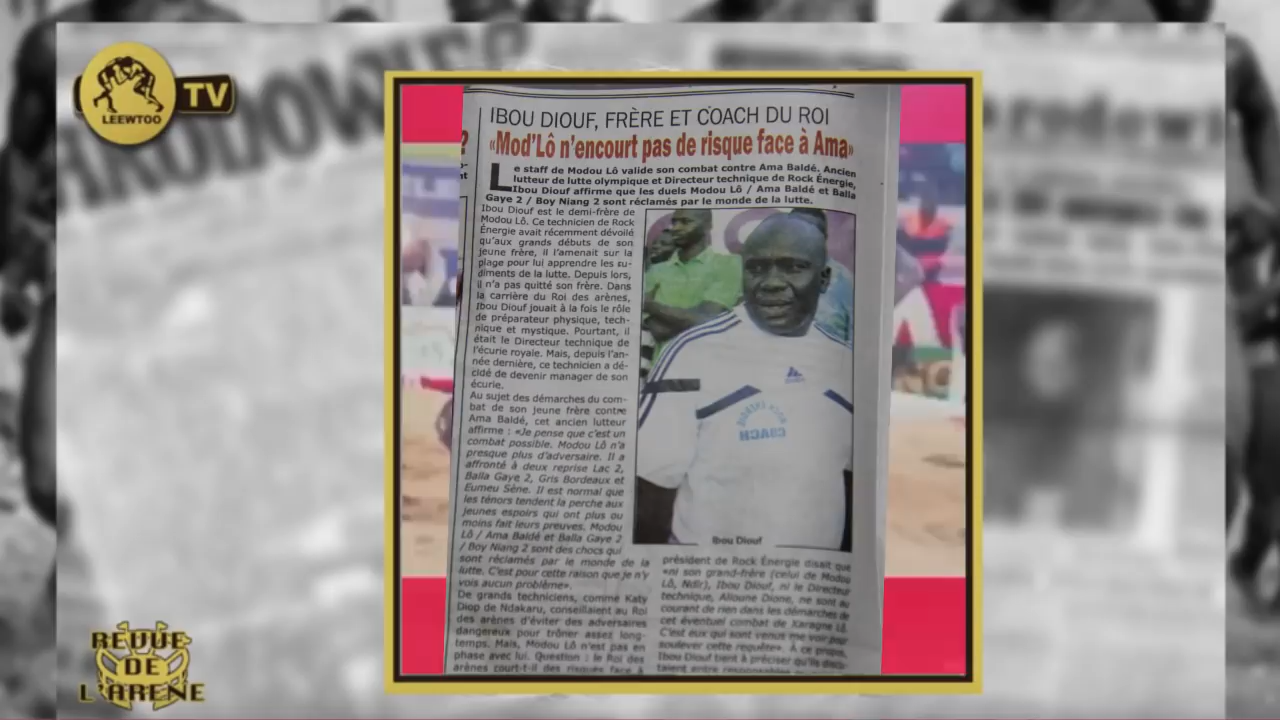 LEEWTOO
TV
REVUE
DE
L'ARENE
IBOU DIOUF, FRÈRE ET COACH DU ROI
«Mod'Lô n'encourt pas de risque face à Ama»
Le staff de Modou Lô valide son combat contre Ama Baldé. Ancien
lutteur de lutte olympique et Directeur technique de Rock Énergie,
Ibou Diouf affirme que les duels Modou Lô / Ama Baldé et Balla
Gaye 2 / Boy Niang 2 sont réclamés par le monde de la lutte.
Ibou Diouf est le demi-frère de
Modou Lô. Ce technicien de Rock
Énergie avait récemment dévoilé
qu'aux grands débuts de son
jeune frère, il l'amenait sur la
plage pour lui apprendre les ru-
diments de la lutte. Depuis lors,
il n'a pas quitté son frère. Dans
la carrière du Roi des arènes,
Ibou Diouf jouait à la fois le rôle
de préparateur physique, tech-
nique et mystique. Pourtant, il
était le Directeur technique de
l'écurie royale. Mais, depuis l'an-
née dernière, ce technicien a dé-
cidé de devenir manager de son
écurie.
Au sujet des démarches du com-
bat de son jeune frère contre
Ama Baldé, cet ancien lutteur
affirme : «Je pense que c'est un
combat possible. Modou Lô n'a
presque plus d'adversaire. Il a
affronté à deux reprise Lac 2,
Balla Gaye 2, Gris Bordeaux et
Eumeu Sène. Il est normal que
les ténors tendent la perche aux
jeunes espoirs qui ont plus ou
moins fait leurs preuves. Modou
Lô / Ama Baldé et Balla Gaye 2
/ Boy Niang 2 sont des chocs qui
sont réclamés par le monde de la
lutte. C'est pour cette raison que je n'y
vois aucun problème».
De grands techniciens, comme Katy
Diop de Ndakaru, conseillaient au Roi
des arènes d'éviter des adversaires
dangereux pour trôner assez long-
temps. Mais, Modou Lô n'est pas en
phase avec lui. Question : le Roi des
arènes court-t-il des risques face à
COACH
Ibou Diouf
président de Rock Énergie disait que
«ni son grand-frère (celui de Modou
Lô, Ndlr), Ibou Diouf, ni le Directeur
technique, Alioune Dione, ne sont au
courant de rien dans les démarches de
cet éventuel combat de Xaragne Lô.
C'est eux qui sont venus me voir pour
soulever cette requête». À ce propos,
Ibou Diouf tient à préciser qu'ils